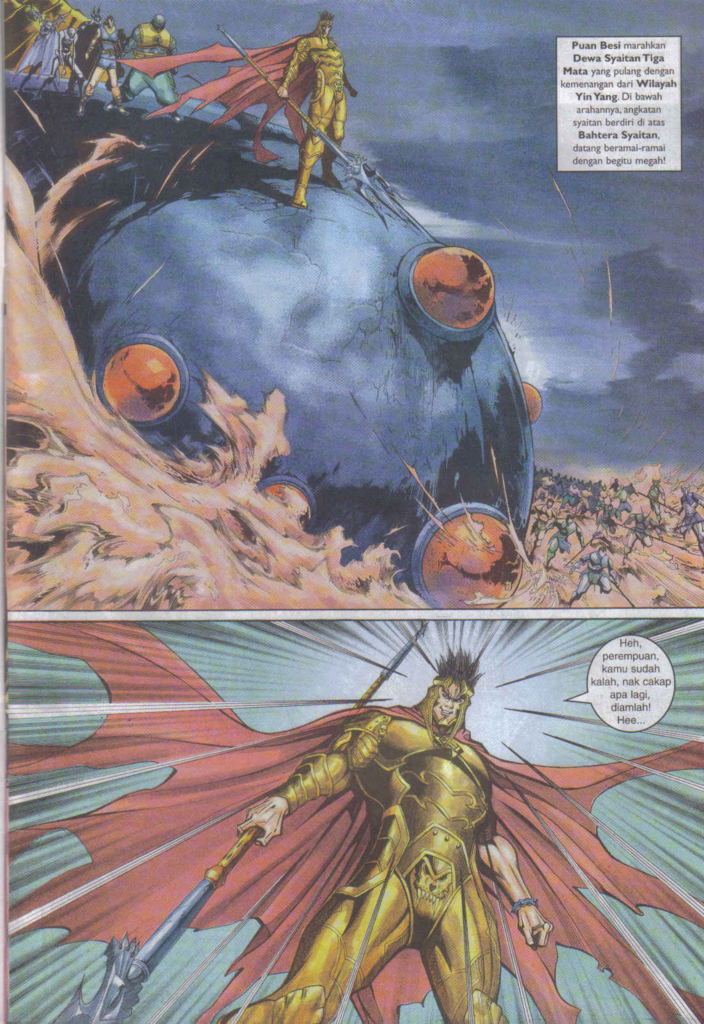 Puan Besi marahkan
Dewa Syaitan Tiga
Mata yang pulang dengan
kemenangan dari Wilayah
Yin Yang. Di bawah
arahannya, angkatan
syaitan berdiri di atas
Bahtera Syaitan,
datang beramai-ramai
dengan begitu megah!
Heh,
perempuan,
kamu sudah
kalah, nak cakap
apa lagi,
diamlah!
Hee...